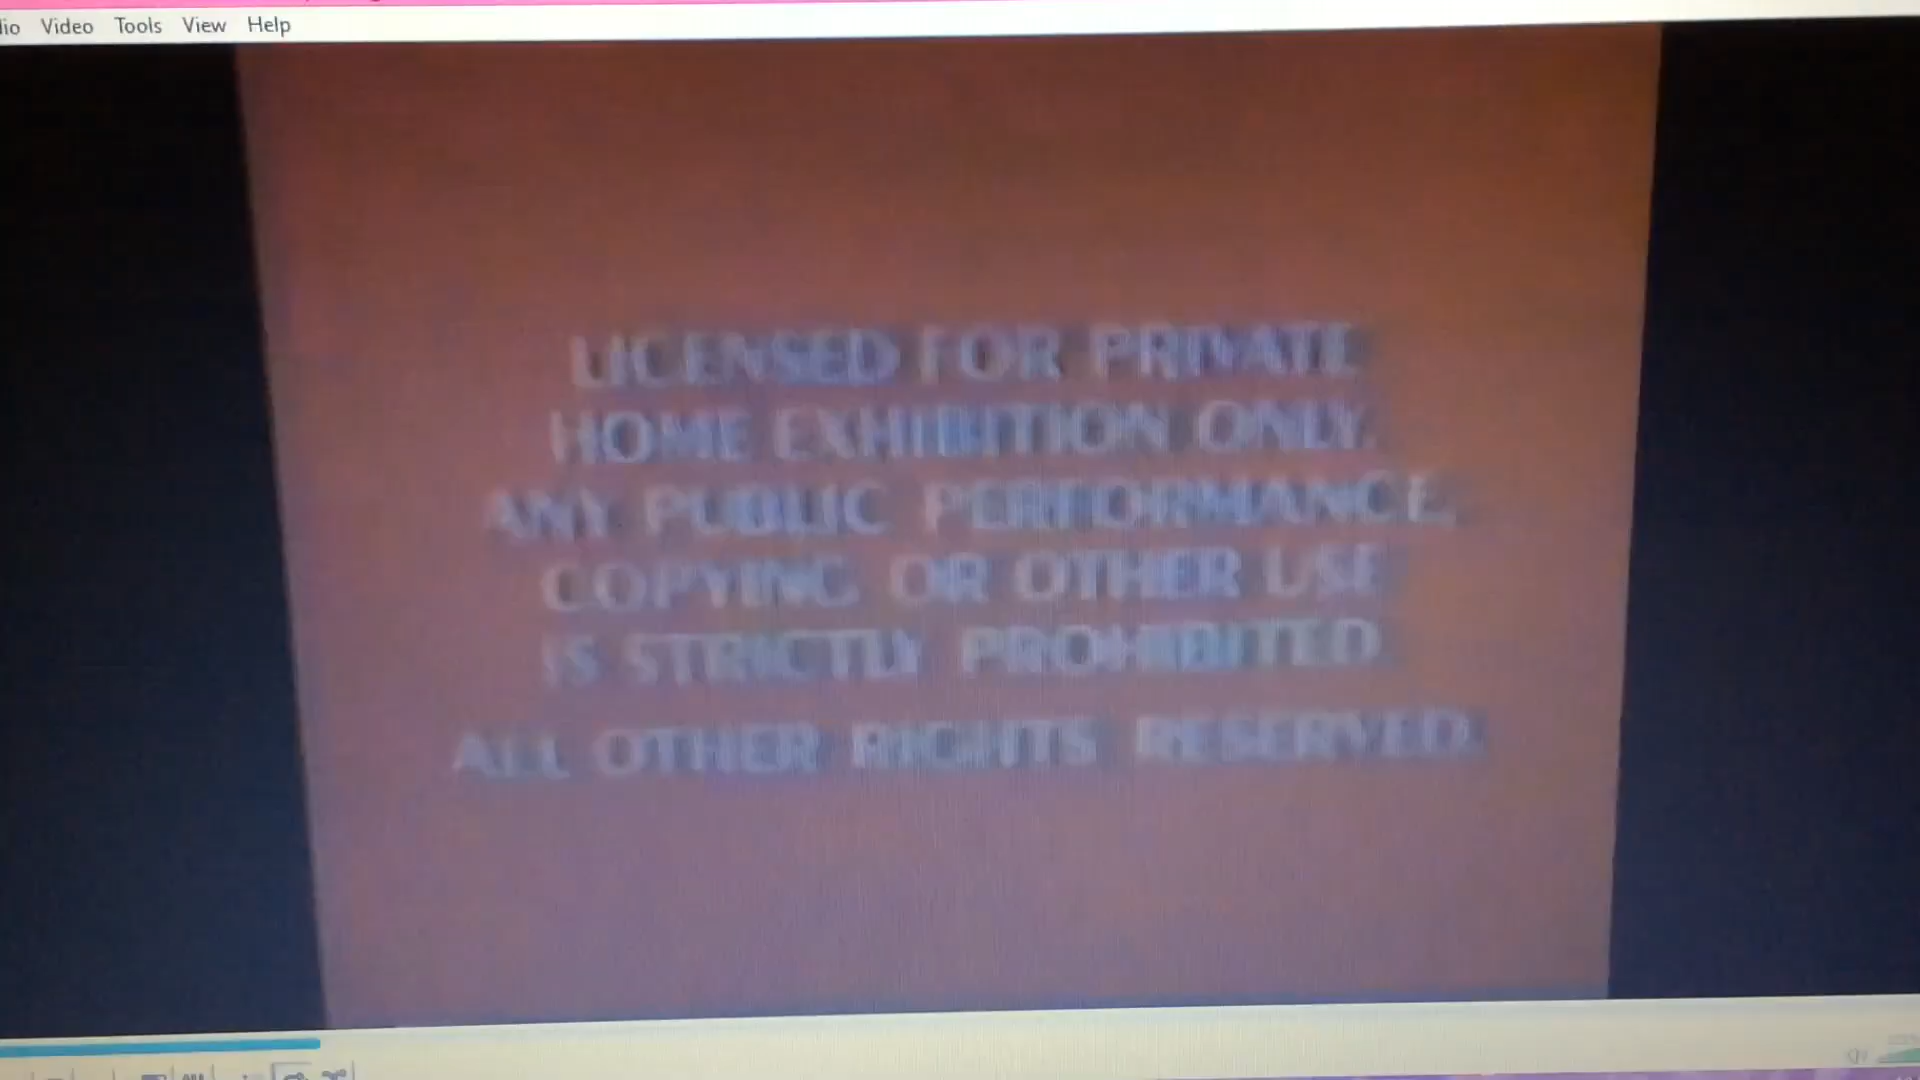 Video Tools View Help
LICENSED FOR PRIVATE
HOME EXHIBITION ONLY.
ANY PUBLIC PERFORMANCE,
COPYING OR OTHER USE
IS STRICTLY PROHIBITED.
ALL OTHER RIGHTS RESERVED.